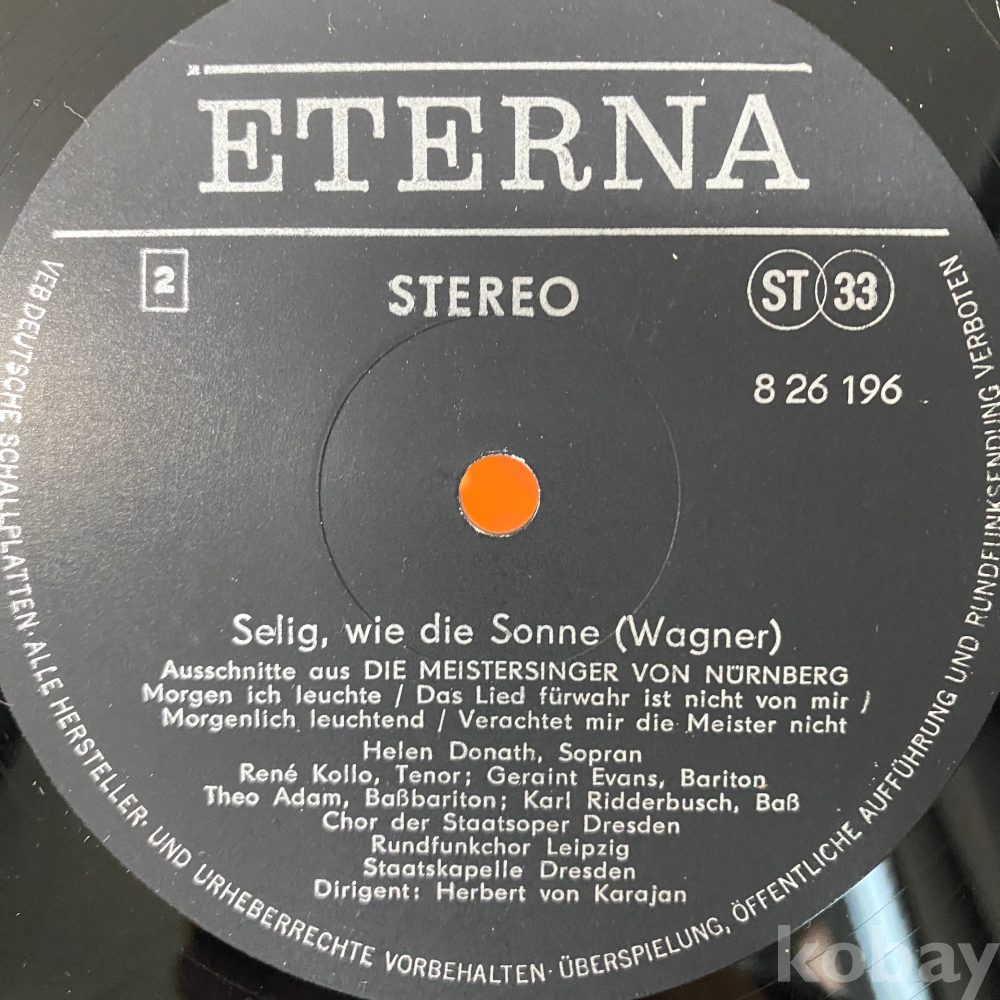 ETERNA
2 STEREO ST 33
8 26 196
Selig, wie die Sonne (Wagner)
Ausschnitte aus DIE MEISTERSINGER VON NÜRNBERG
Morgen ich leuchte / Das Lied fürwahr ist nicht von mir /
Morgenlich leuchtend / Verachtet mir die Meister nicht
Helen Donath, Sopran
René Kollo, Tenor; Geraint Evans, Bariton
Theo Adam, Baßbariton; Karl Ridderbusch, Baß
Chor der Staatsoper Dresden
Rundfunkchor Leipzig
Staatskapelle Dresden
Dirigent: Herbert von Karajan
VEB DEUTSCHE SCHALLPLATTEN · ALLE HERSTELLER- UND URHEBERRECHTE VORBEHALTEN · ÜBERSPIELUNG, ÖFFENTLICHE AUFFÜHRUNG UND RUNDFUNKSENDUNG VERBOTEN
kobay